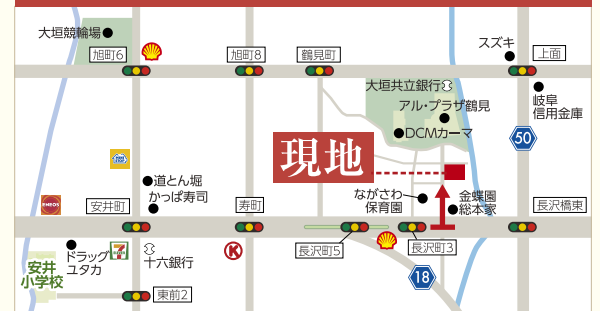 大垣競輪場
旭町6
旭町8
鶴見町
スズキ
上面
大垣共立銀行
アル・プラザ鶴見
DCMカーマ
岐阜
信用金庫
50
現地
道とん堀
かっぱ寿司
ENEOS
安井町
寿町
ながさわ
保育園
金蝶園
総本家
長沢橋東
ドラッグ
ユタカ
7
十六銀行
K
長沢町5
長沢町3
18
安井
小学校
東前2